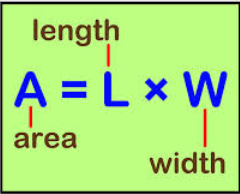 length
A = L × W
area
width